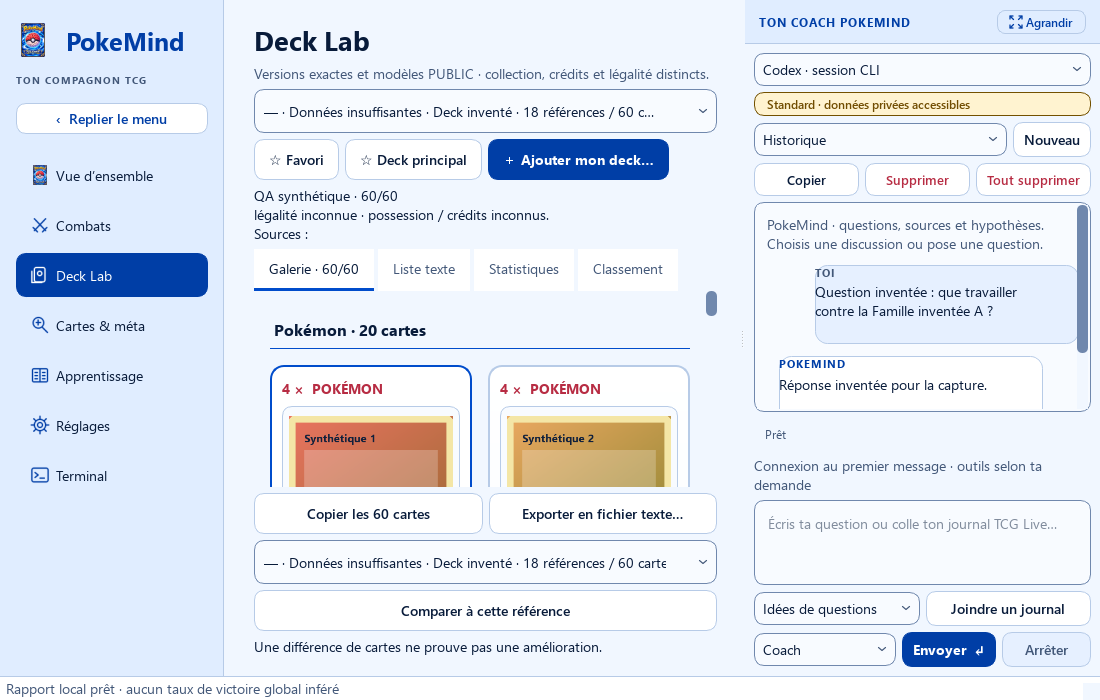 PokeMind
TON COMPAGNON TCG
‹ Replier le menu
Vue d'ensemble
Combats
Deck Lab
Cartes & méta
Apprentissage
Réglages
Terminal
Deck Lab
Versions exactes et modèles PUBLIC · collection, crédits et légalité distincts.
— · Données insuffisantes · Deck inventé · 18 références / 60 c…
☆ Favori
☆ Deck principal
+ Ajouter mon deck…
QA synthétique · 60/60
légalité inconnue · possession / crédits inconnus.
Sources :
Galerie · 60/60
Liste texte
Statistiques
Classement
Pokémon · 20 cartes
4 × POKÉMON
Synthétique 1
4 × POKÉMON
Synthétique 2
Copier les 60 cartes
Exporter en fichier texte…
— · Données insuffisantes · Deck inventé · 18 références / 60 carte
Comparer à cette référence
Une différence de cartes ne prouve pas une amélioration.
TON COACH POKEMIND
Agrandir
Codex · session CLI
Standard · données privées accessibles
Historique
Nouveau
Copier
Supprimer
Tout supprimer
PokeMind · questions, sources et hypothèses.
Choisis une discussion ou pose une question.
TOI
Question inventée : que travailler
contre la Famille inventée A ?
POKEMIND
Réponse inventée pour la capture.
Prêt
Connexion au premier message · outils selon ta
demande
Écris ta question ou colle ton journal TCG Live…
Idées de questions
Joindre un journal
Coach
Envoyer ↲
Arrêter
Rapport local prêt · aucun taux de victoire global inféré